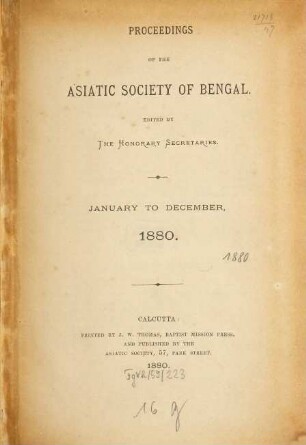 PROCEEDINGS
OF THE
ASIATIC SOCIETY OF BENGAL.
EDITED BY
THE HONORARY SECRETARIES.
JANUARY TO DECEMBER,
1880.
1880
CALCUTTA:
PRINTED BY J. W. THOMAS, BAPTIST MISSION PRESS.
AND PUBLISHED BY THE
ASIATIC SOCIETY, 57, PARK STREET.
1880.
16